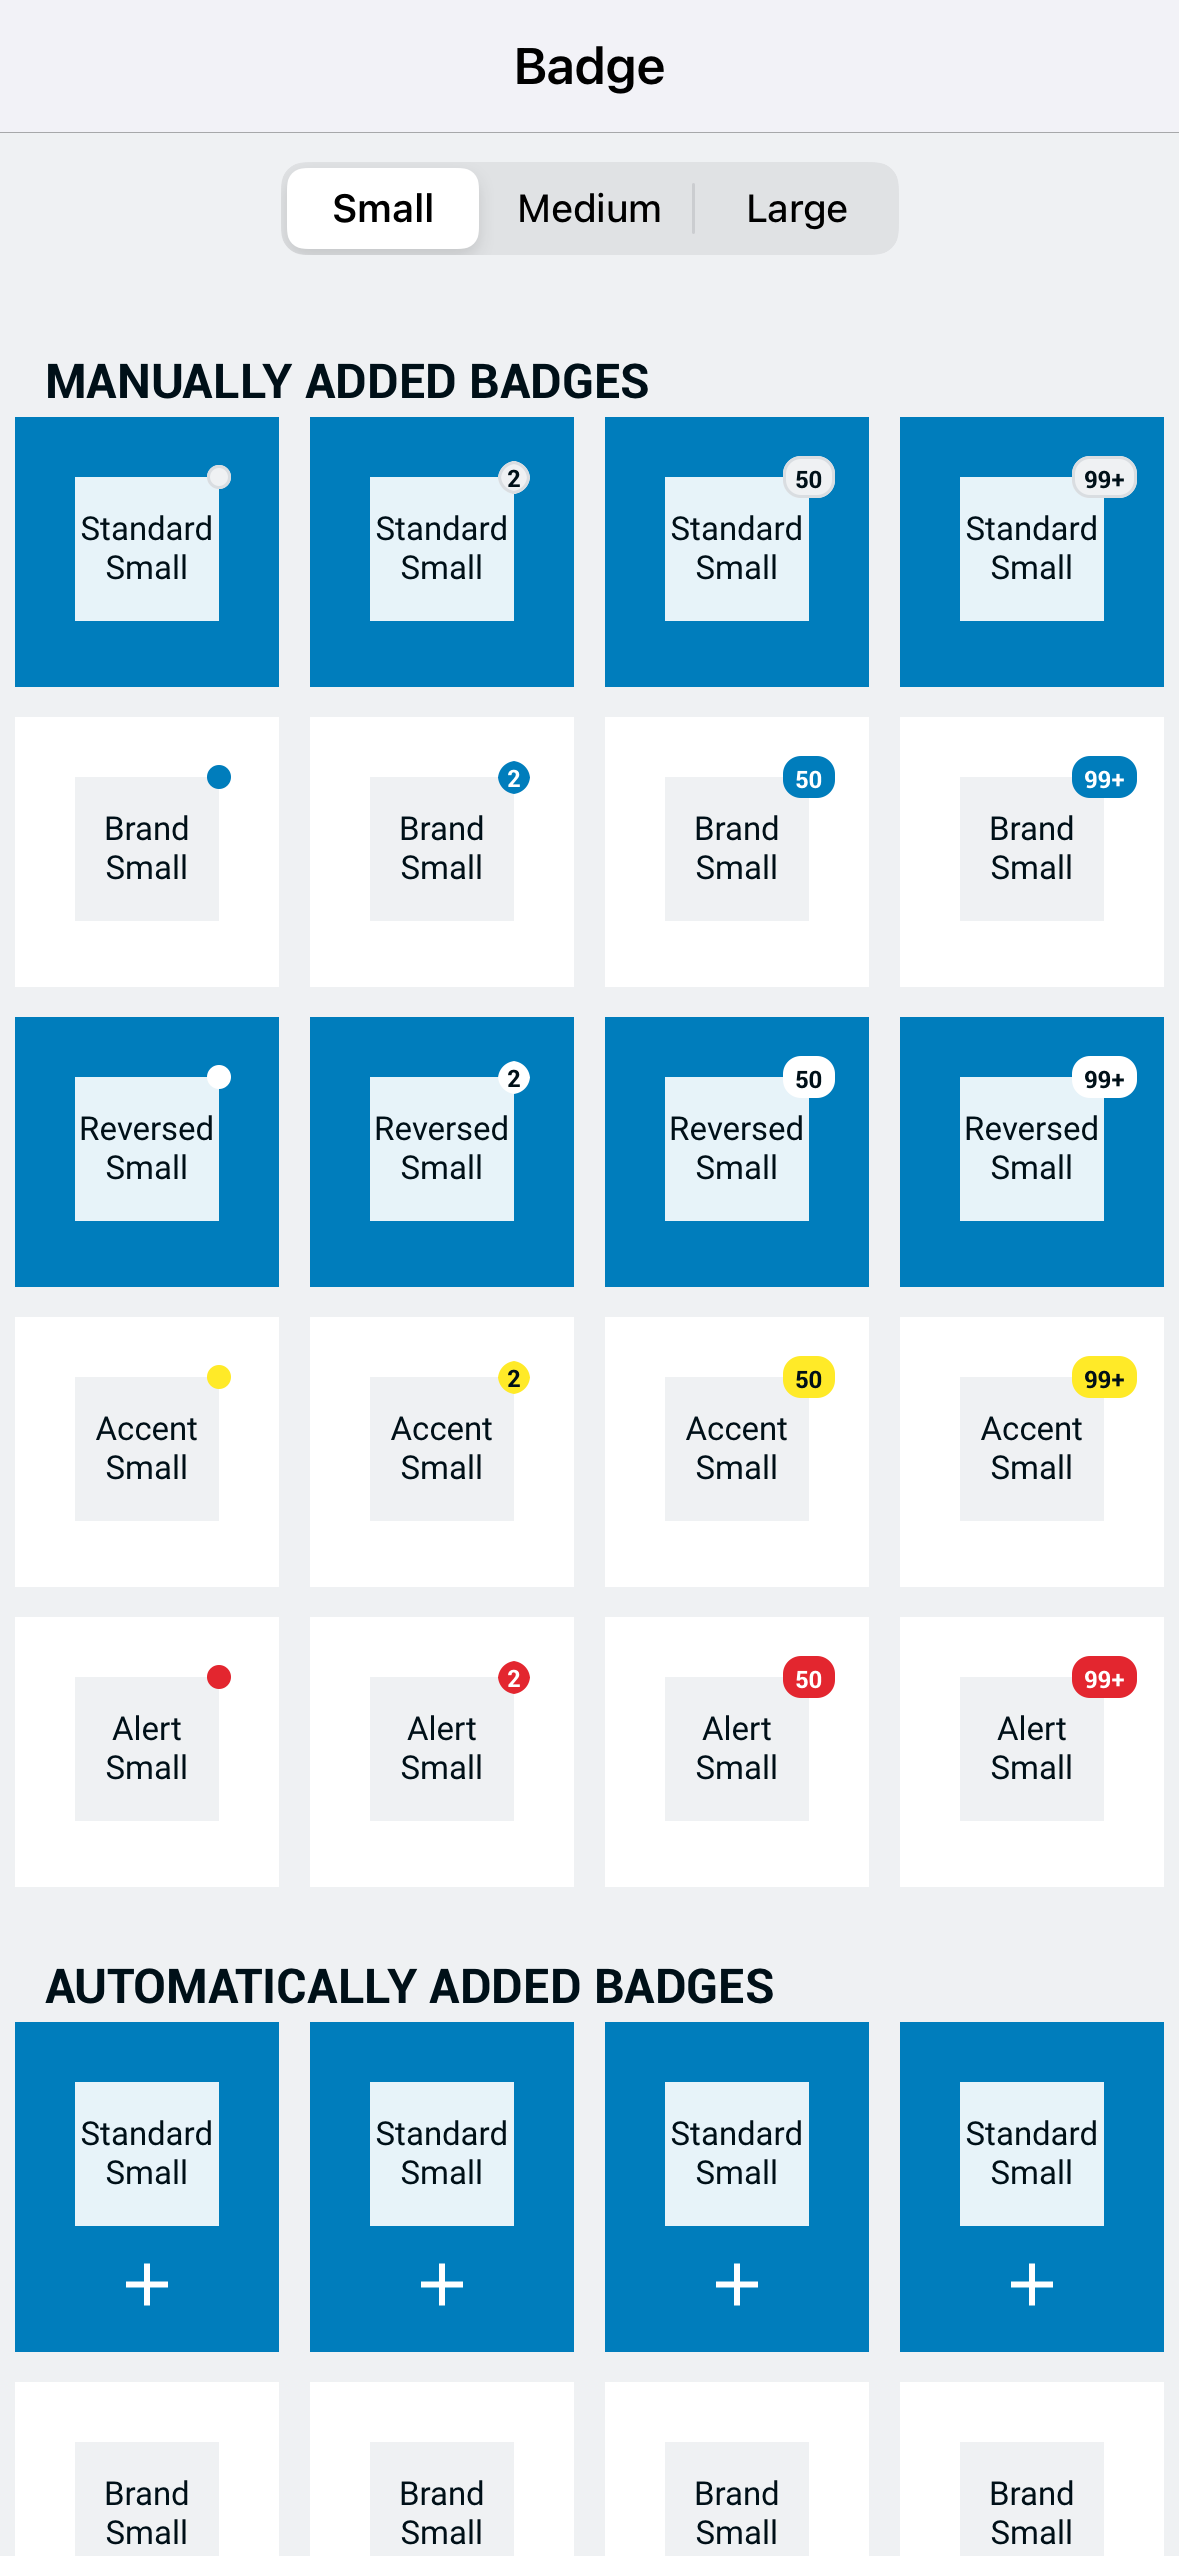 Badge
Small Medium Large
MANUALLY ADDED BADGES
2 50 99+
Standard Standard Standard Standard
Small Small Small Small
2 50 99+
Brand Brand Brand Brand
Small Small Small Small
2 50 99+
Reversed Reversed Reversed Reversed
Small Small Small Small
2 50 99+
Accent Accent Accent Accent
Small Small Small Small
2 50 99+
Alert Alert Alert Alert
Small Small Small Small
AUTOMATICALLY ADDED BADGES
Standard Standard Standard Standard
Small Small Small Small
+ + + +
Brand Brand Brand Brand
Small Small Small Small